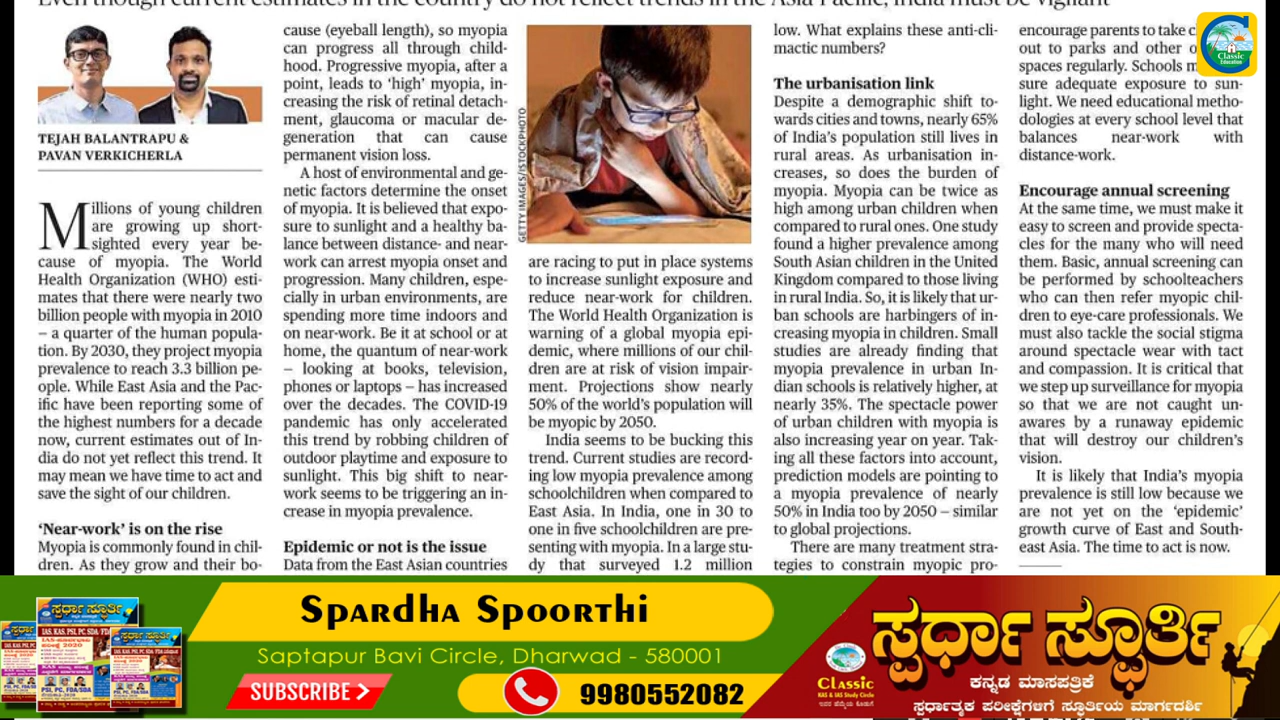 Even though current estimates in the country do not reflect trends in the Asia-Pacific, India must be vigilant
TEJAH BALANTRAPU &
PAVAN VERKICHERLA
Millions of young children
are growing up short-
sighted every year be-
cause of myopia. The World
Health Organization (WHO) esti-
mates that there were nearly two
billion people with myopia in 2010
– a quarter of the human popula-
tion. By 2030, they project myopia
prevalence to reach 3.3 billion pe-
ople. While East Asia and the Pac-
ific have been reporting some of
the highest numbers for a decade
now, current estimates out of In-
dia do not yet reflect this trend. It
may mean we have time to act and
save the sight of our children.
‘Near-work’ is on the rise
Myopia is commonly found in chil-
dren. As they grow and their bo-
cause (eyeball length), so myopia
can progress all through child-
hood. Progressive myopia, after a
point, leads to ‘high’ myopia, in-
creasing the risk of retinal detach-
ment, glaucoma or macular de-
generation that can cause
permanent vision loss.
A host of environmental and ge-
netic factors determine the onset
of myopia. It is believed that expo-
sure to sunlight and a healthy ba-
lance between distance- and near-
work can arrest myopia onset and
progression. Many children, espe-
cially in urban environments, are
spending more time indoors and
on near-work. Be it at school or at
home, the quantum of near-work
– looking at books, television,
phones or laptops – has increased
over the decades. The COVID-19
pandemic has only accelerated
this trend by robbing children of
outdoor playtime and exposure to
sunlight. This big shift to near-
work seems to be triggering an in-
crease in myopia prevalence.
Epidemic or not is the issue
Data from the East Asian countries
GETTY IMAGES/ISTOCKPHOTO
are racing to put in place systems
to increase sunlight exposure and
reduce near-work for children.
The World Health Organization is
warning of a global myopia epi-
demic, where millions of our chil-
dren are at risk of vision impair-
ment. Projections show nearly
50% of the world’s population will
be myopic by 2050.
India seems to be bucking this
trend. Current studies are record-
ing low myopia prevalence among
schoolchildren when compared to
East Asia. In India, one in 30 to
one in five schoolchildren are pre-
senting with myopia. In a large stu-
dy that surveyed 1.2 million
low. What explains these anti-cli-
mactic numbers?
The urbanisation link
Despite a demographic shift to-
wards cities and towns, nearly 65%
of India’s population still lives in
rural areas. As urbanisation in-
creases, so does the burden of
myopia. Myopia can be twice as
high among urban children when
compared to rural ones. One study
found a higher prevalence among
South Asian children in the United
Kingdom compared to those living
in rural India. So, it is likely that ur-
ban schools are harbingers of in-
creasing myopia in children. Small
studies are already finding that
myopia prevalence in urban In-
dian schools is relatively higher, at
nearly 35%. The spectacle power
of urban children with myopia is
also increasing year on year. Tak-
ing all these factors into account,
prediction models are pointing to
a myopia prevalence of nearly
50% in India too by 2050 – similar
to global projections.
There are many treatment stra-
tegies to constrain myopic pro-
encourage parents to take c
out to parks and other o
spaces regularly. Schools m
sure adequate exposure to sun-
light. We need educational metho-
dologies at every school level that
balances near-work with
distance-work.
Encourage annual screening
At the same time, we must make it
easy to screen and provide specta-
cles for the many who will need
them. Basic, annual screening can
be performed by schoolteachers
who can then refer myopic chil-
dren to eye-care professionals. We
must also tackle the social stigma
around spectacle wear with tact
and compassion. It is critical that
we step up surveillance for myopia
so that we are not caught un-
awares by a runaway epidemic
that will destroy our children’s
vision.
It is likely that India’s myopia
prevalence is still low because we
are not yet on the ‘epidemic’
growth curve of East and South-
east Asia. The time to act is now.
Classic
Education
Spardha Spoorthi
Saptapur Bavi Circle, Dharwad - 580001
SUBSCRIBE
9980552082
ಸ್ಪರ್ಧಾ ಸ್ಫೂರ್ತಿ
ಕನ್ನಡ ಮಾಸಪತ್ರಿಕೆ
ಸ್ಪರ್ಧಾತ್ಮಕ ಪರೀಕ್ಷೆಗಳಿಗೆ ಸ್ಫೂರ್ತಿಯ ಮಾರ್ಗದರ್ಶಿ
Classic
KAS & IAS Study Circle